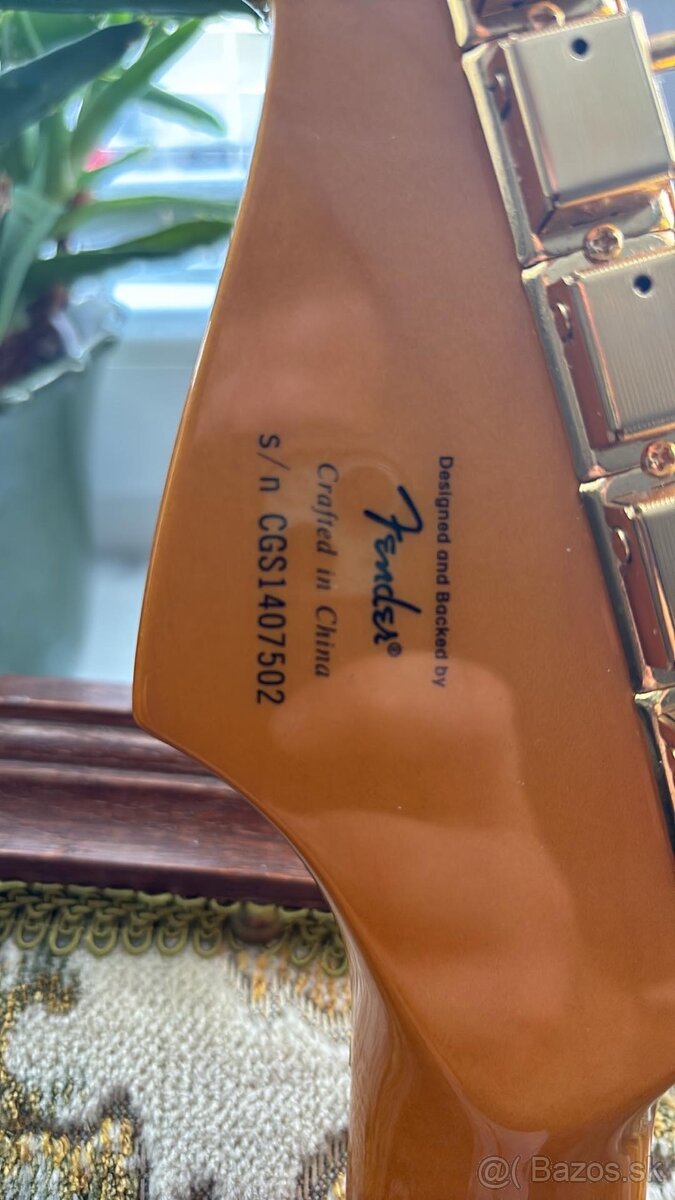 Designed and Backed by
Fender®
Crafted in China
s/n CGS1407502
@( Bazos.sk